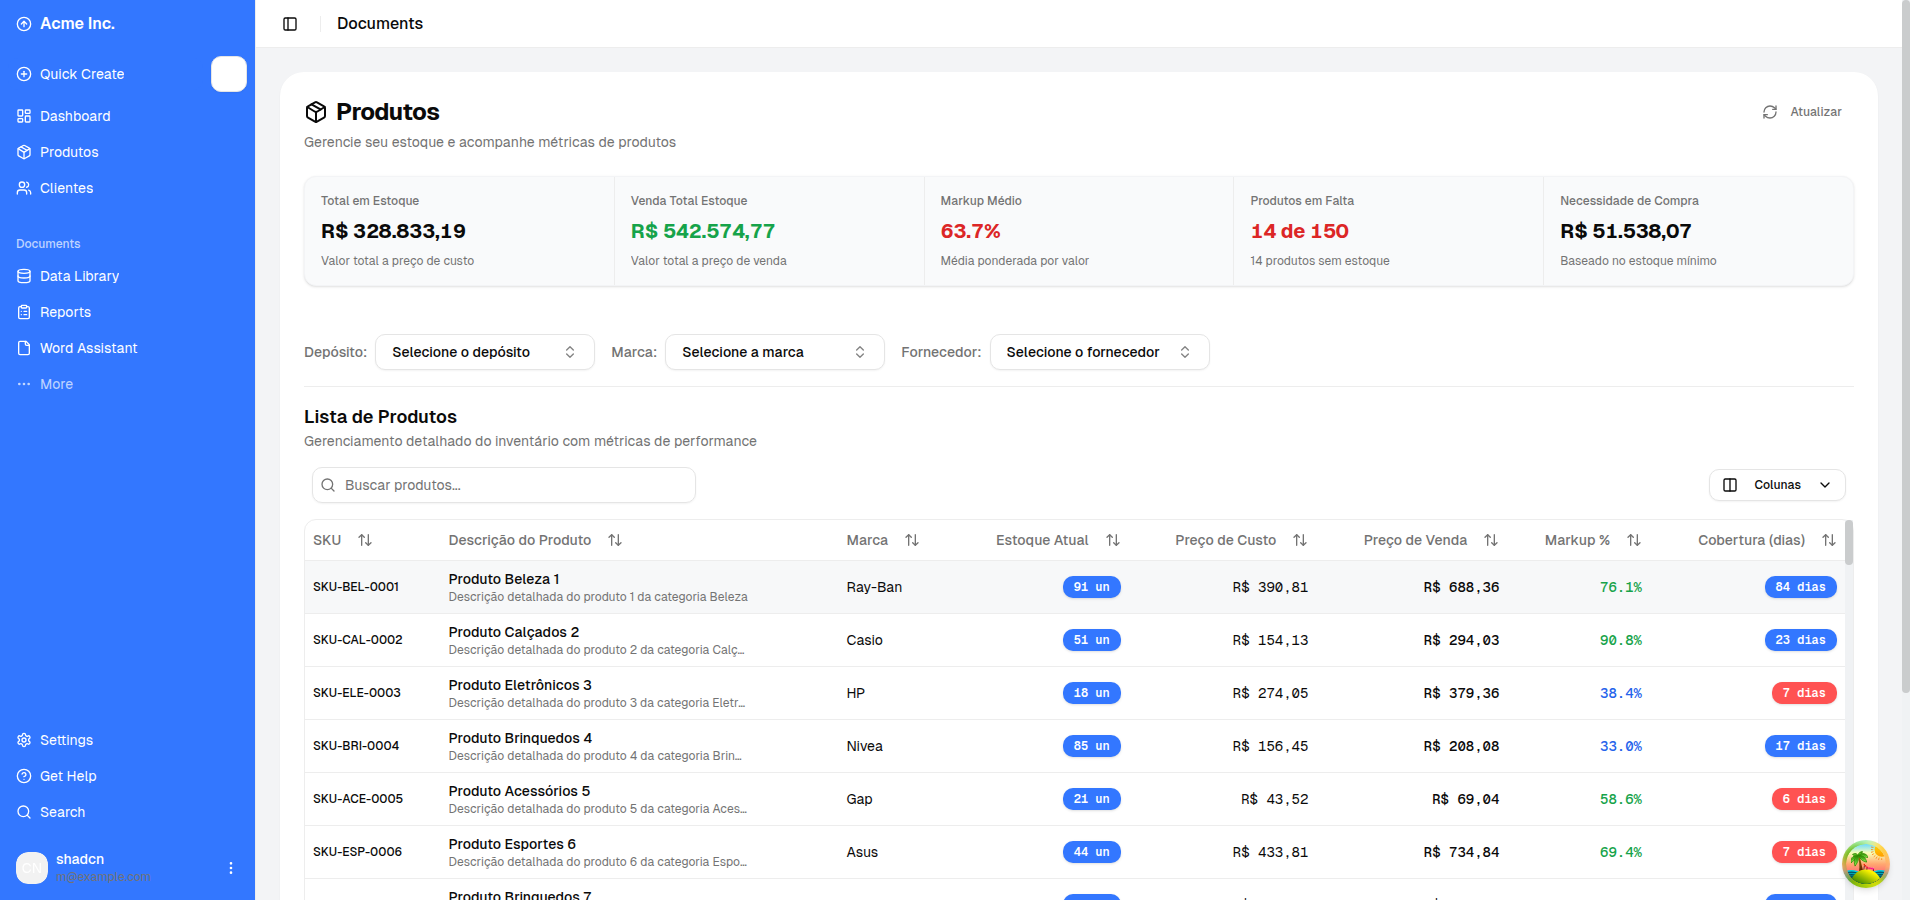 Acme Inc.
Documents
Quick Create
Dashboard
Produtos
Clientes
Documents
Data Library
Reports
Word Assistant
More
Settings
Get Help
Search
CN
shadcn
m@example.com
Produtos
Atualizar
Gerencie seu estoque e acompanhe métricas de produtos
Total em Estoque
R$ 328.833,19
Valor total a preço de custo
Venda Total Estoque
R$ 542.574,77
Valor total a preço de venda
Markup Médio
63.7%
Média ponderada por valor
Produtos em Falta
14 de 150
14 produtos sem estoque
Necessidade de Compra
R$ 51.538,07
Baseado no estoque mínimo
Depósito: Selecione o depósito Marca: Selecione a marca Fornecedor: Selecione o fornecedor
Lista de Produtos
Gerenciamento detalhado do inventário com métricas de performance
Buscar produtos...
Colunas
SKU Descrição do Produto Marca Estoque Atual Preço de Custo Preço de Venda Markup % Cobertura (dias)
SKU-BEL-0001 Produto Beleza 1 Ray-Ban 91 un R$ 390,81 R$ 688,36 76.1% 84 dias
Descrição detalhada do produto 1 da categoria Beleza
SKU-CAL-0002 Produto Calçados 2 Casio 51 un R$ 154,13 R$ 294,03 90.8% 23 dias
Descrição detalhada do produto 2 da categoria Calç...
SKU-ELE-0003 Produto Eletrônicos 3 HP 18 un R$ 274,05 R$ 379,36 38.4% 7 dias
Descrição detalhada do produto 3 da categoria Eletr...
SKU-BRI-0004 Produto Brinquedos 4 Nivea 85 un R$ 156,45 R$ 208,08 33.0% 17 dias
Descrição detalhada do produto 4 da categoria Brin...
SKU-ACE-0005 Produto Acessórios 5 Gap 21 un R$ 43,52 R$ 69,04 58.6% 6 dias
Descrição detalhada do produto 5 da categoria Aces...
SKU-ESP-0006 Produto Esportes 6 Asus 44 un R$ 433,81 R$ 734,84 69.4% 7 dias
Descrição detalhada do produto 6 da categoria Espo...
Produto Brinquedos 7